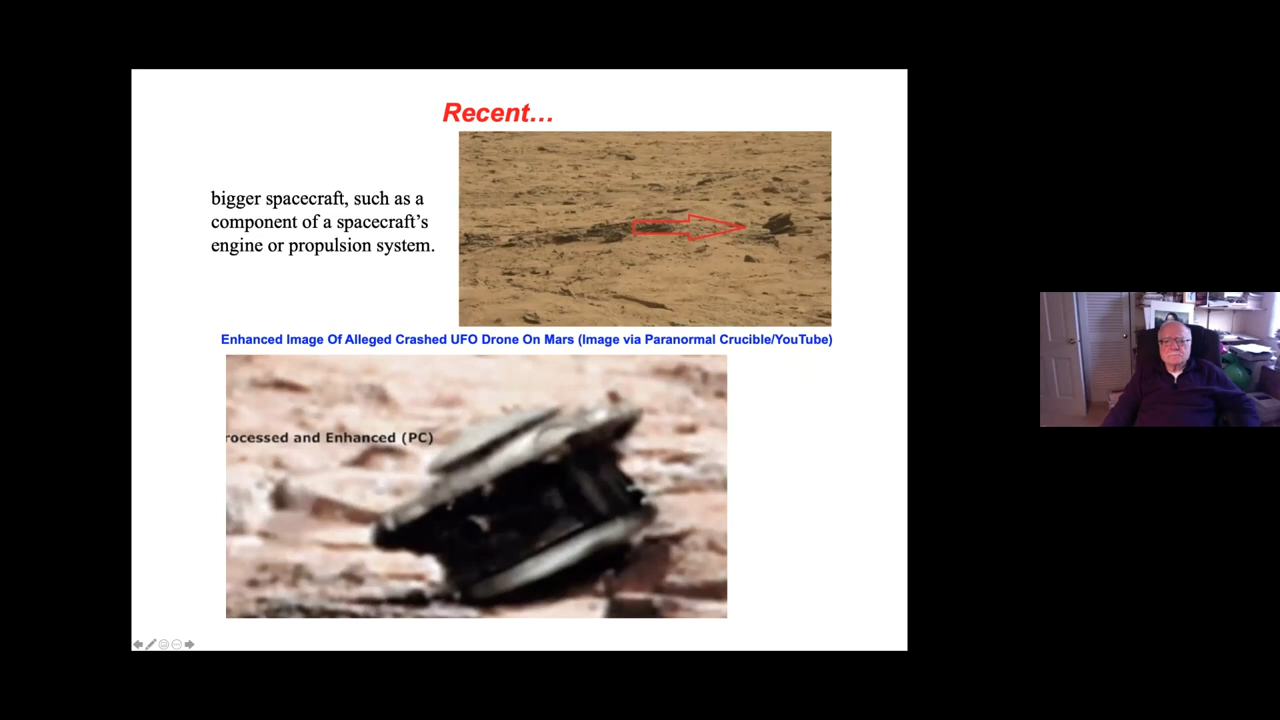 Recent…
bigger spacecraft, such as a
component of a spacecraft’s
engine or propulsion system.
Enhanced Image Of Alleged Crashed UFO Drone On Mars (Image via Paranormal Crucible/YouTube)
rocessed and Enhanced (PC)